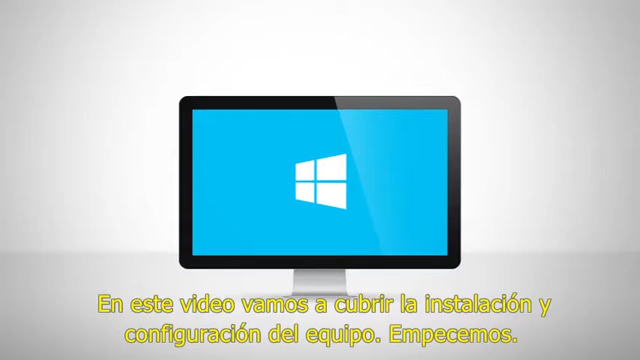 En este video vamos a cubrir la instalación y
configuración del equipo. Empecemos.